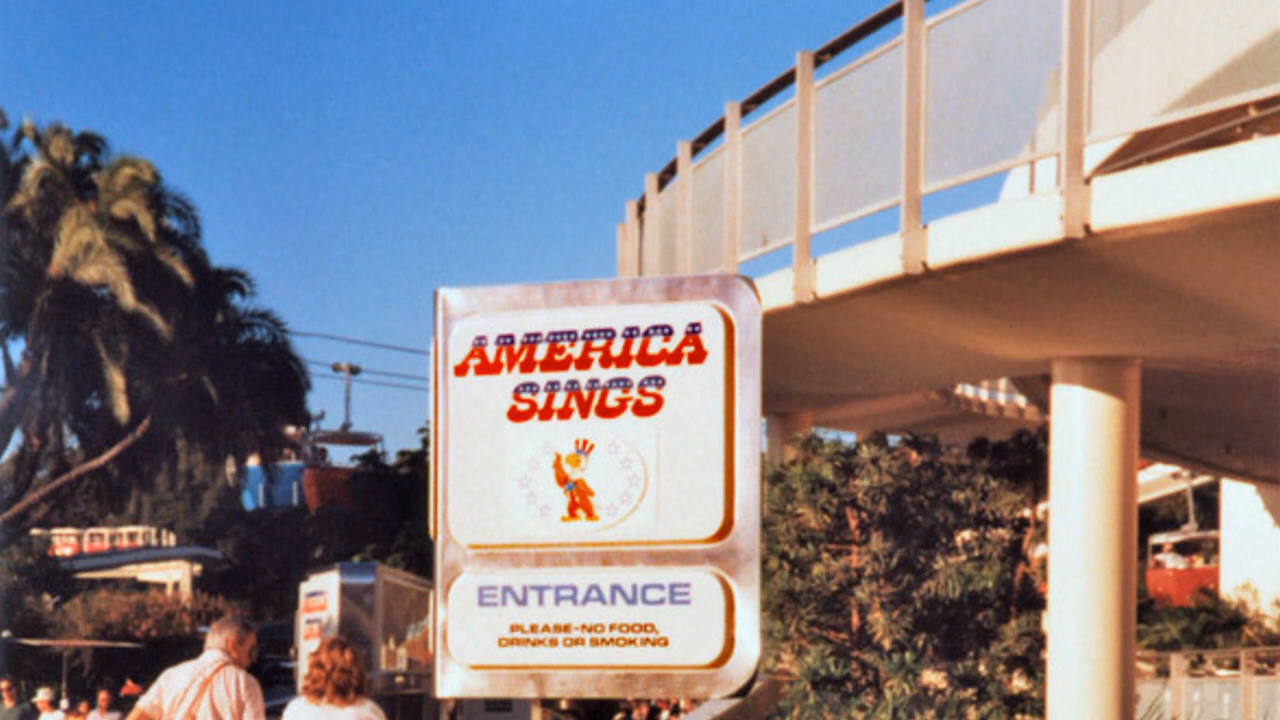 AMERICA
SINGS
ENTRANCE
PLEASE-NO FOOD,
DRINKS OR SMOKING